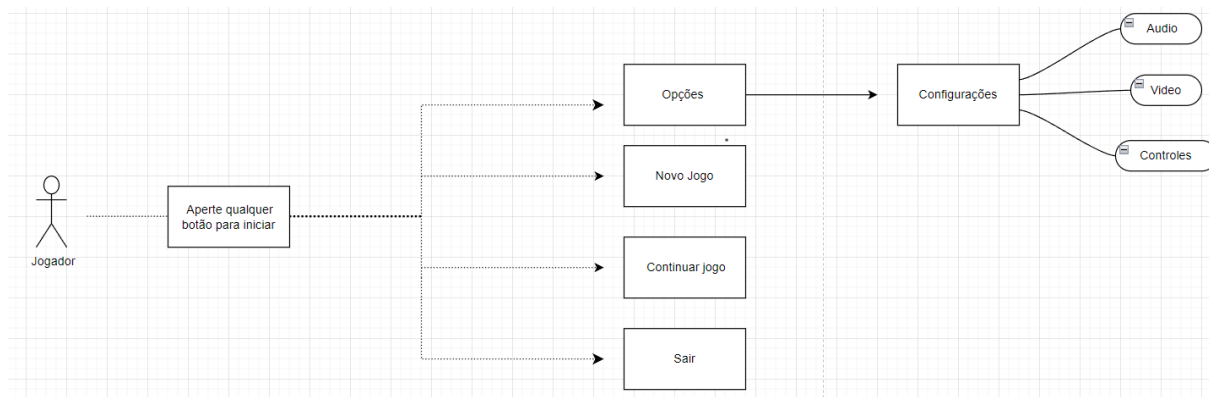 Jogador
Aperte qualquer
botão para iniciar
Opções
Novo Jogo
Continuar jogo
Sair
Configurações
Audio
Video
Controles